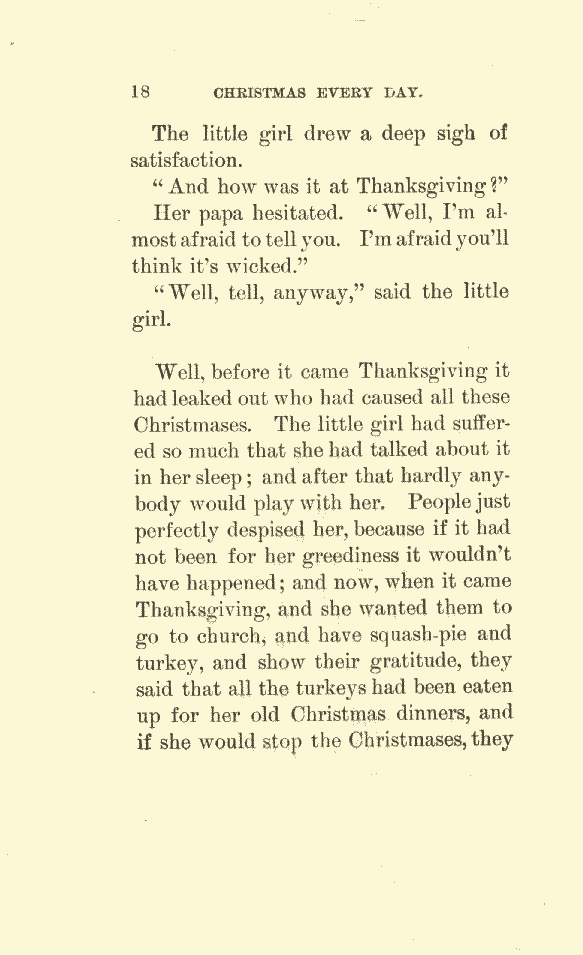 18 CHRISTMAS EVERY DAY.
The little girl drew a deep sigh of
satisfaction.
“And how was it at Thanksgiving?”
Her papa hesitated. “Well, I’m al-
most afraid to tell you. I’m afraid you’ll
think it’s wicked.”
“Well, tell, anyway,” said the little
girl.
Well, before it came Thanksgiving it
had leaked out who had caused all these
Christmases. The little girl had suffer-
ed so much that she had talked about it
in her sleep; and after that hardly any-
body would play with her. People just
perfectly despised her, because if it had
not been for her greediness it wouldn’t
have happened; and now, when it came
Thanksgiving, and she wanted them to
go to church, and have squash-pie and
turkey, and show their gratitude, they
said that all the turkeys had been eaten
up for her old Christmas dinners, and
if she would stop the Christmases, they